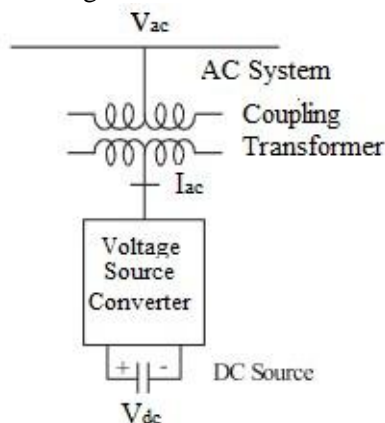 Vac
AC System
Coupling
Transformer
Iac
Voltage
Source
Converter
+ -
DC Source
Vdc